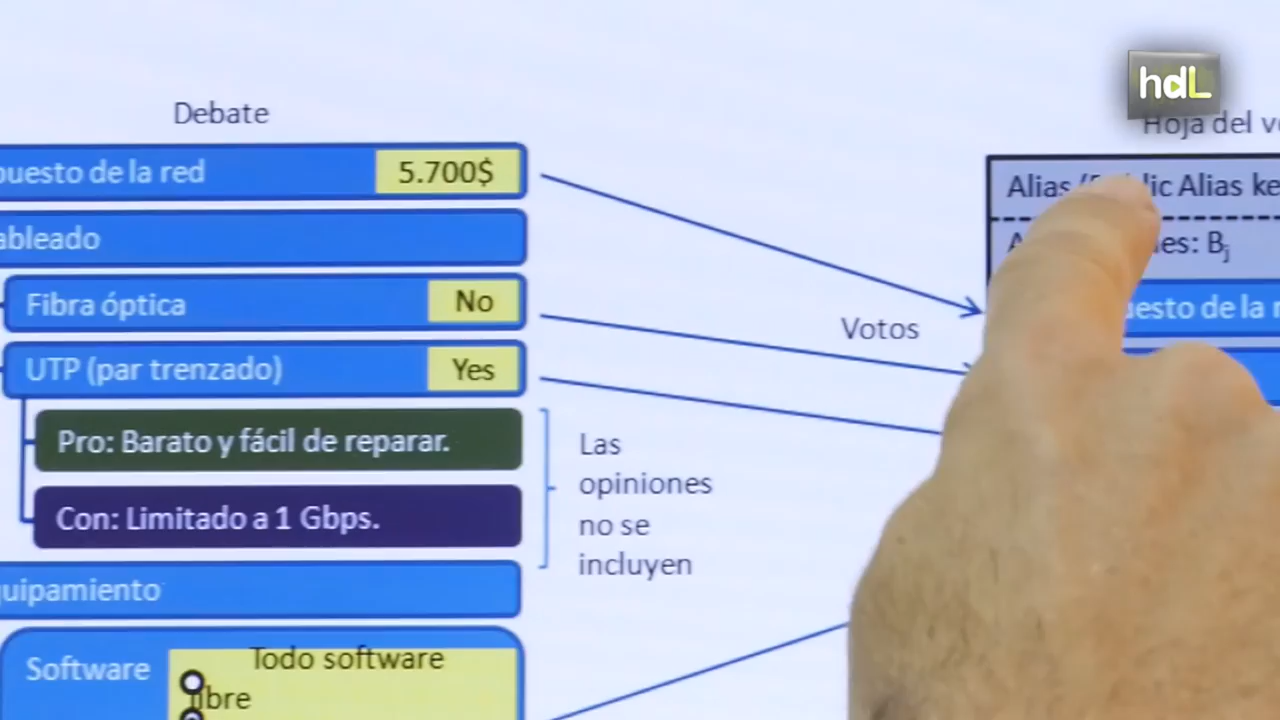 hdL
Debate
Hoja del
puesto de la red
5.700$
Alias
Alias
ableado
B
j
Fibra óptica
No
de la
Votos
UTP (par trenzado)
Yes
Pro: Barato y fácil de reparar.
Las
opiniones
no se
incluyen
Con: Limitado a 1 Gbps.
quipamiento
Software
Todo software
libre